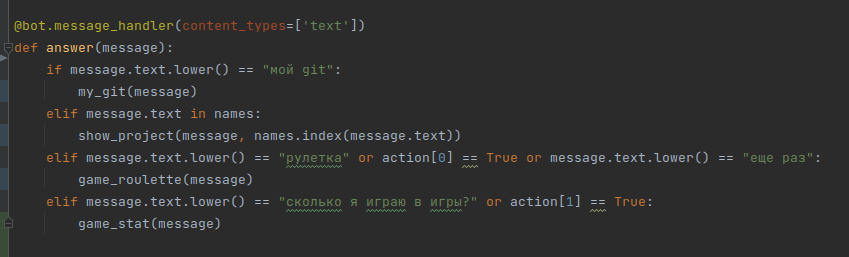 @bot.message_handler(content_types=['text'])
def answer(message):
    if message.text.lower() == "мой git":
        my_git(message)
    elif message.text in names:
        show_project(message, names.index(message.text))
    elif message.text.lower() == "рулетка" or action[0] == True or message.text.lower() == "еще раз":
        game_roulette(message)
    elif message.text.lower() == "сколько я играю в игры?" or action[1] == True:
        game_stat(message)